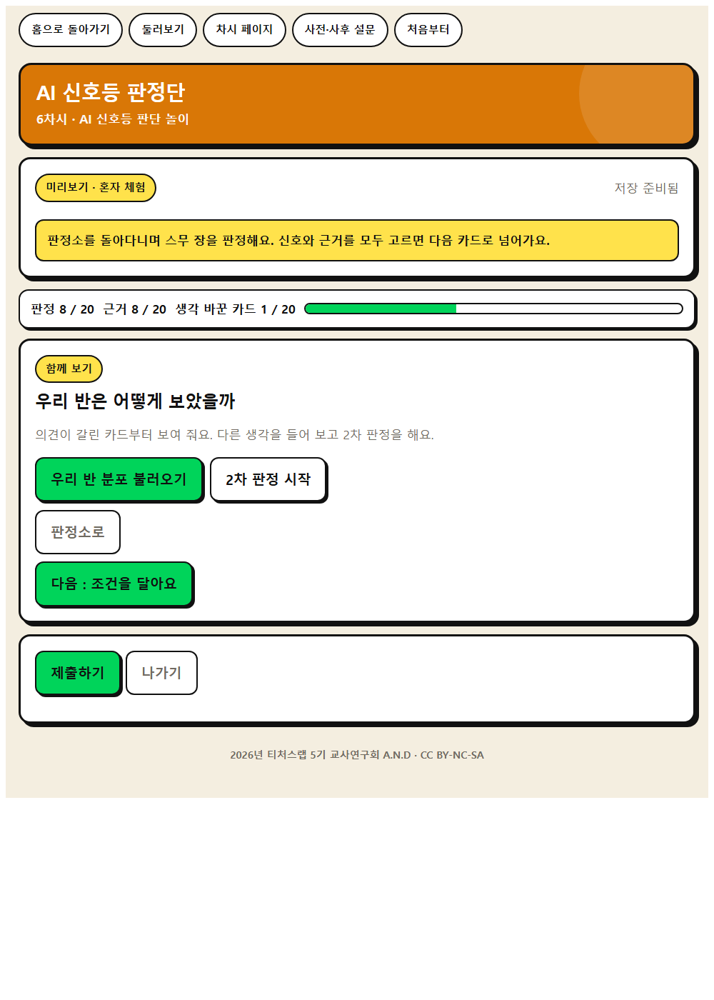 홈으로 돌아가기 둘러보기 차시 페이지 사전·사후 설문 처음부터
AI 신호등 판정단
6차시 · AI 신호등 판단 놀이
미리보기 · 혼자 체험 저장 준비됨
판정소를 돌아다니며 스무 장을 판정해요. 신호와 근거를 모두 고르면 다음 카드로 넘어가요.
판정 8 / 20 근거 8 / 20 생각 바꾼 카드 1 / 20
함께 보기
우리 반은 어떻게 보았을까
의견이 갈린 카드부터 보여 줘요. 다른 생각을 들어 보고 2차 판정을 해요.
우리 반 분포 불러오기 2차 판정 시작
판정소로
다음 : 조건을 달아요
제출하기 나가기
2026년 티처스랩 5기 교사연구회 A.N.D · CC BY-NC-SA